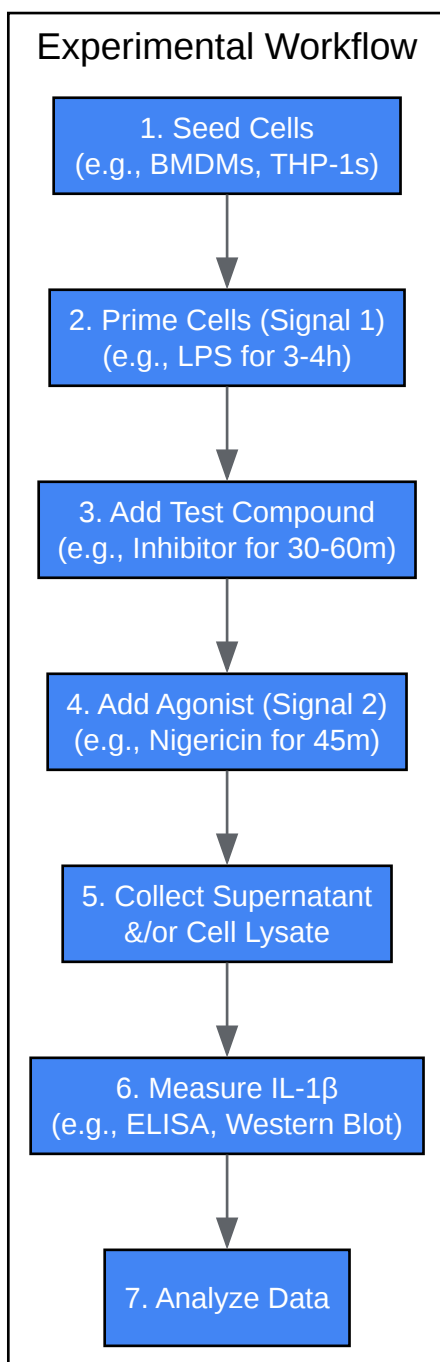 Experimental Workflow
1. Seed Cells
(e.g., BMDMs, THP-1s)
2. Prime Cells (Signal 1)
(e.g., LPS for 3-4h)
3. Add Test Compound
(e.g., Inhibitor for 30-60m)
4. Add Agonist (Signal 2)
(e.g., Nigericin for 45m)
5. Collect Supernatant
&/or Cell Lysate
6. Measure IL-1β
(e.g., ELISA, Western Blot)
7. Analyze Data